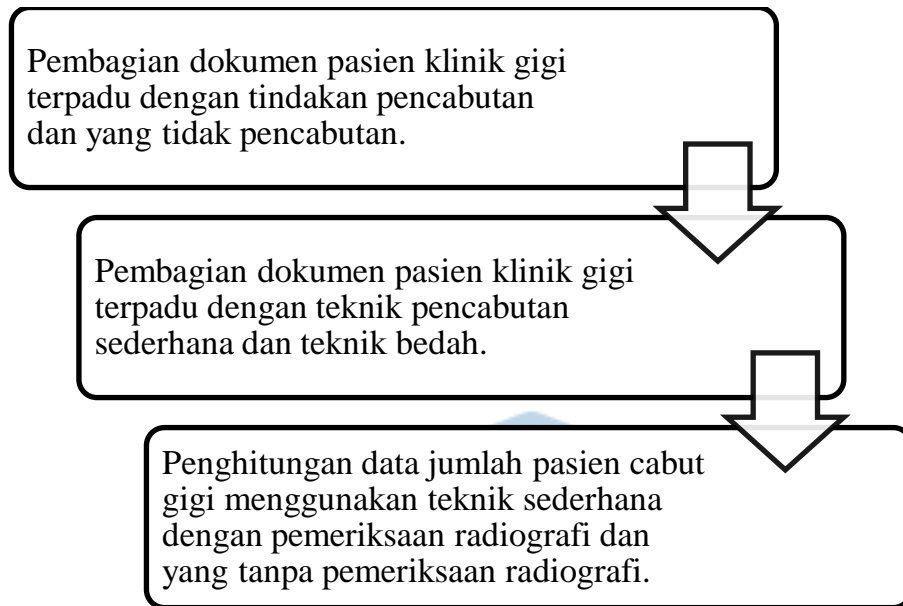 Pembagian dokumen pasien klinik gigi
terpadu dengan tindakan pencabutan
dan yang tidak pencabutan.
Pembagian dokumen pasien klinik gigi
terpadu dengan teknik pencabutan
sederhana dan teknik bedah.
Penghitungan data jumlah pasien cabut
gigi menggunakan teknik sederhana
dengan pemeriksaan radiografi dan
yang tanpa pemeriksaan radiografi.